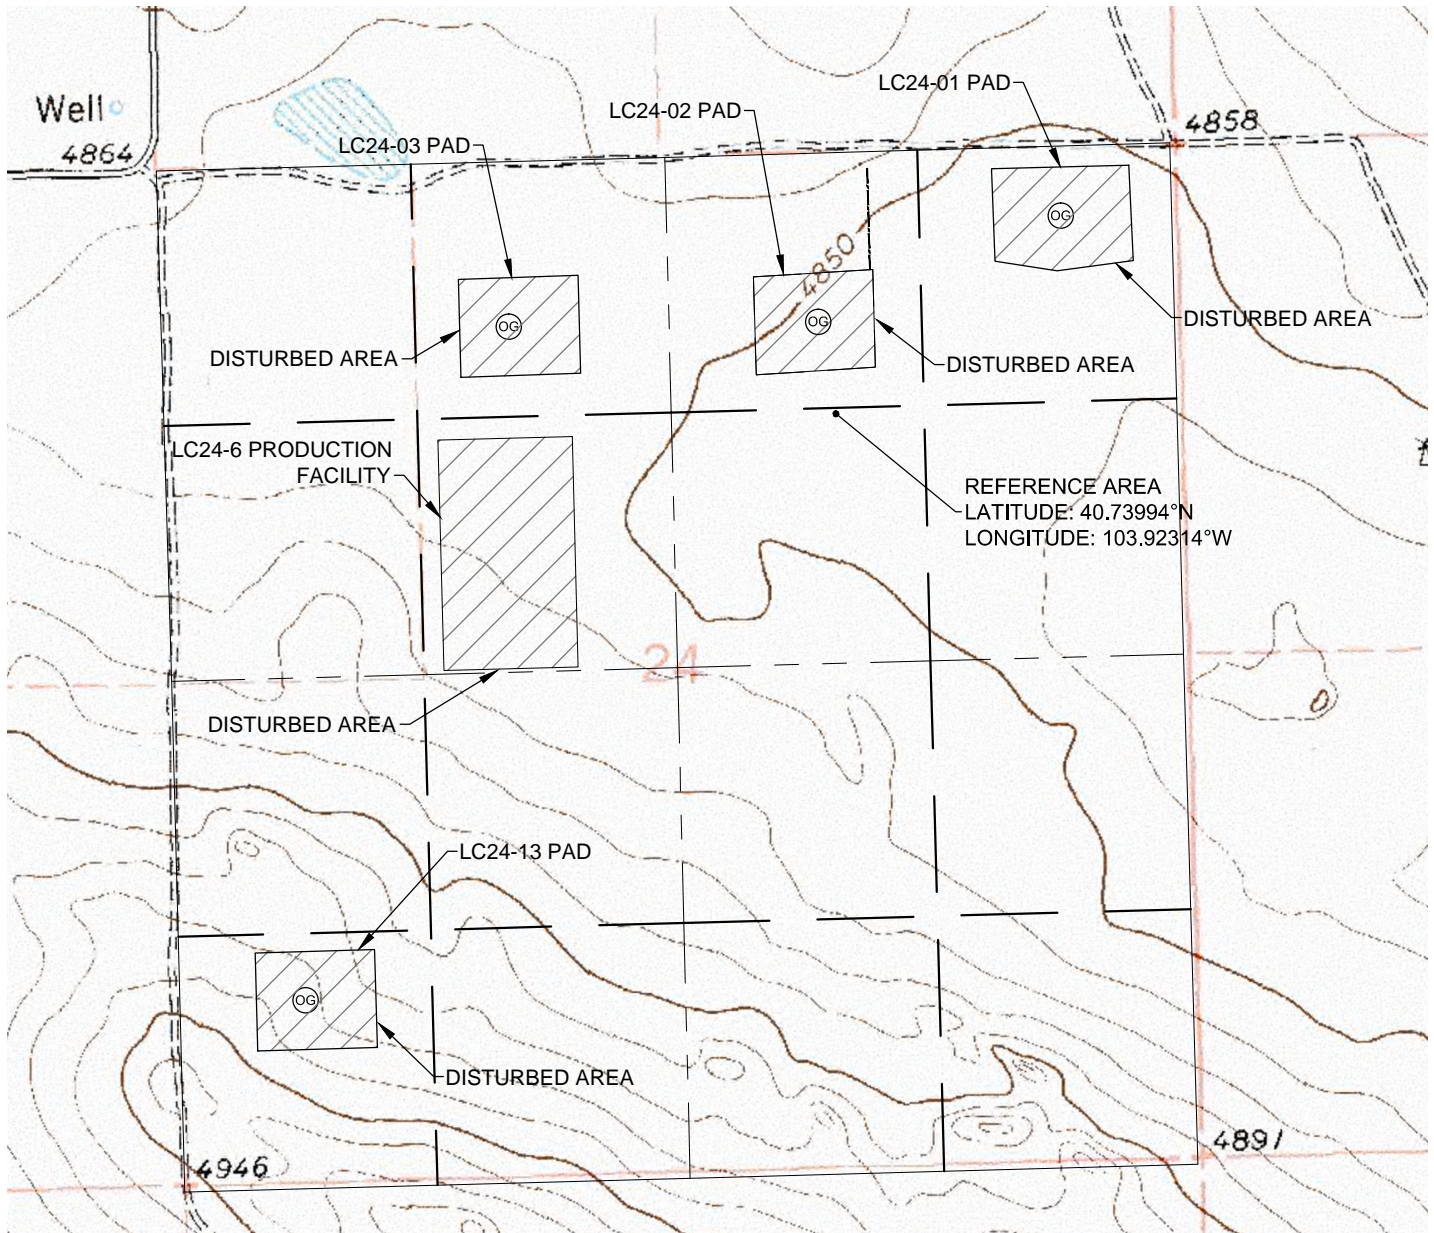 LC24-01 PAD
LC24-02 PAD
Well
4858
LC24-03 PAD
4864
OG
4850
OG
OG
DISTURBED AREA
DISTURBED AREA
DISTURBED AREA
LC24-6 PRODUCTION
FACILITY
REFERENCE AREA
LATITUDE: 40.73994°N
LONGITUDE: 103.92314°W
24
DISTURBED AREA
LC24-13 PAD
OG
DISTURBED AREA
4891
4946